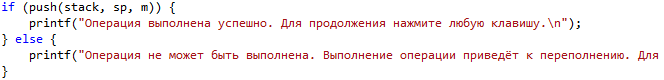 if (push(stack, sp, m)) {
printf("Операция выполнена успешно. Для продолжения нажмите любую клавишу.\n");
} else {
printf("Операция не может быть выполнена. Выполнение операции приведёт к переполнению. Для
}